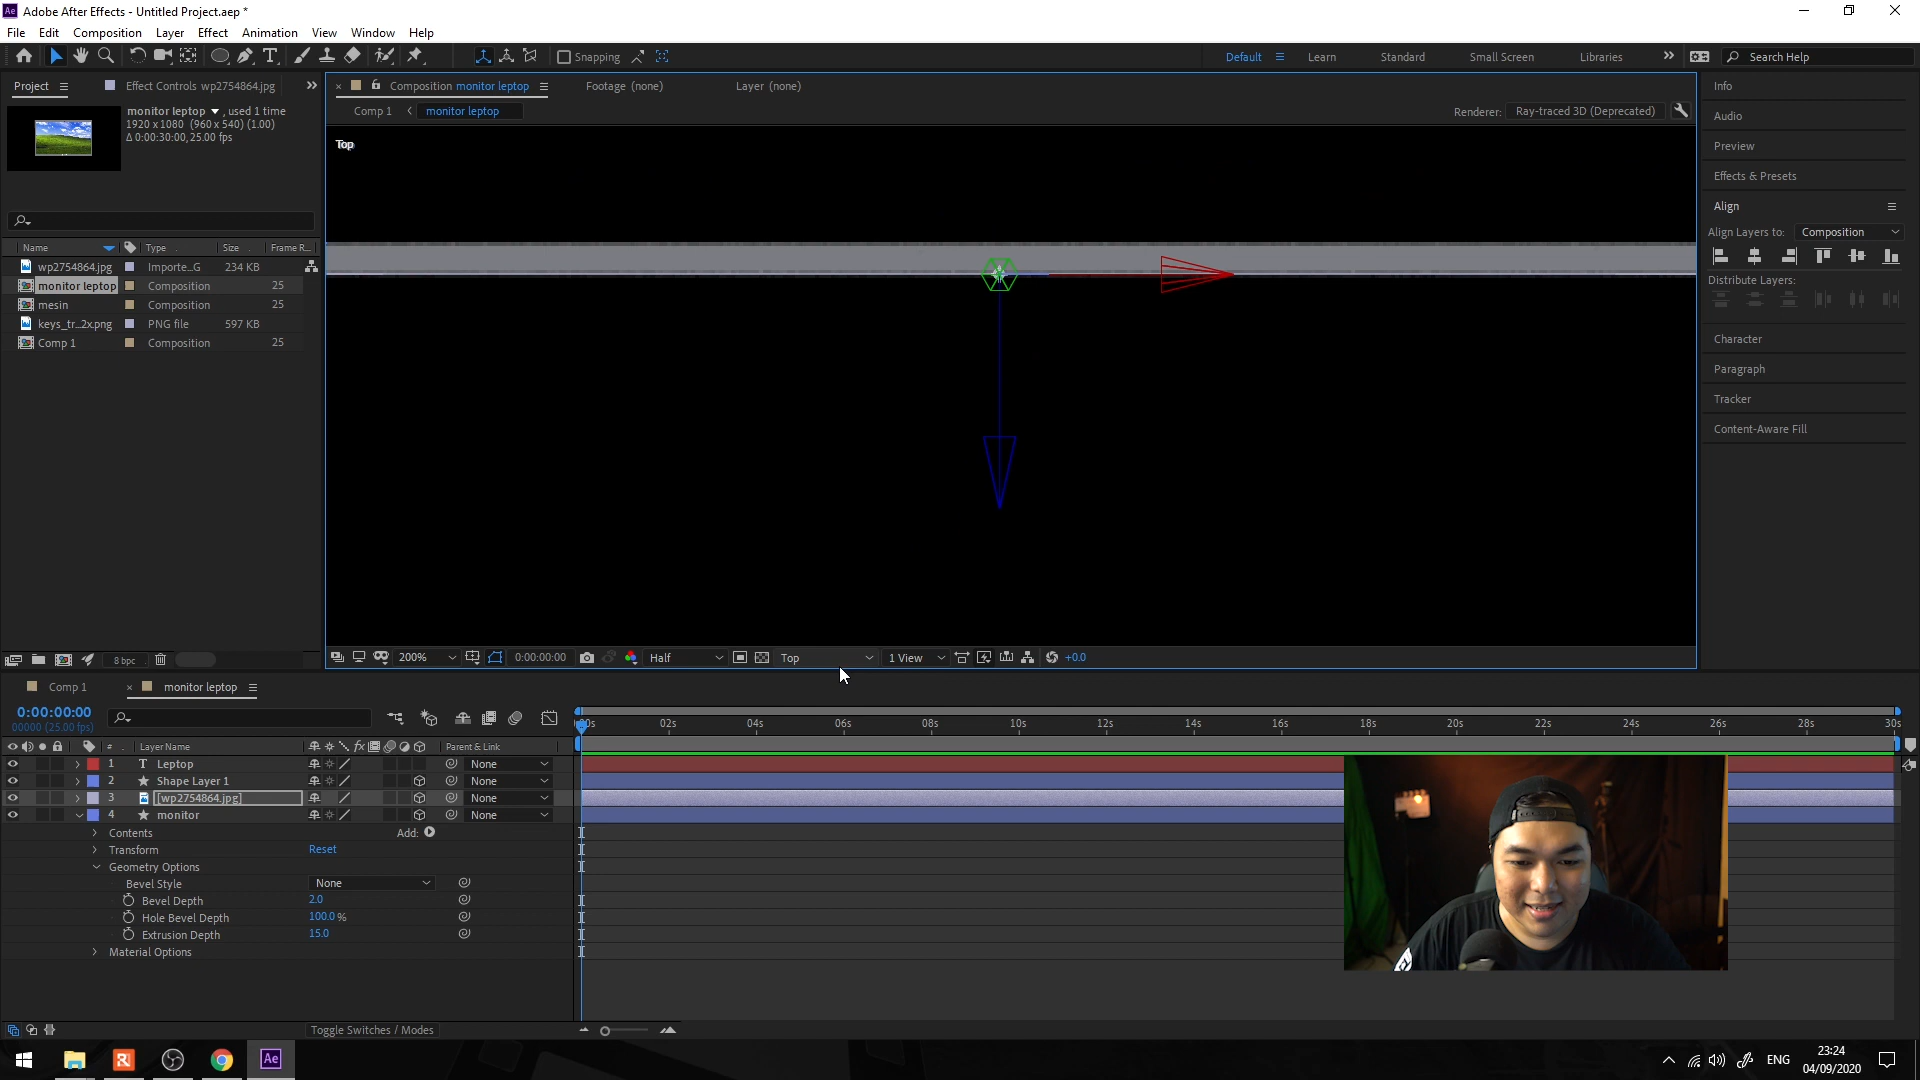 Adobe After Effects - Untitled Project.aep *
File Edit Composition Layer Effect Animation View Window Help
Snapping
Default Learn Standard Small Screen Libraries Search Help
Project Effect Controls wp2754864.jpg
Composition monitor leptop Footage (none) Layer (none)
monitor leptop , used 1 time
1920 x 1080 (960 x 540) (1.00)
Δ 0:00:30:00, 25.00 fps
Comp 1 monitor leptop Renderer: Ray-traced 3D (Deprecated)
Top
Name Type Size Frame R...
wp2754864.jpg Importe...G 234 KB
monitor leptop Composition 25
mesin Composition 25
keys_tr...2x.png PNG file 597 KB
Comp 1 Composition 25
8 bpc
200% 0:00:00:00 Half Top 1 View +0.0
Info
Audio
Preview
Effects & Presets
Align
Align Layers to: Composition
Distribute Layers:
Character
Paragraph
Tracker
Content-Aware Fill
Comp 1 monitor leptop
0:00:00:00
00000 (25.00 fps)
:00s 02s 04s 06s 08s 10s 12s 14s 16s 18s 20s 22s 24s 26s 28s 30s
# Layer Name Parent & Link
1 T Leptop None
2 Shape Layer 1 None
3 [wp2754864.jpg] None
4 monitor None
Contents Add:
Transform Reset
Geometry Options
Bevel Style None
Bevel Depth 2.0
Hole Bevel Depth 100.0 %
Extrusion Depth 15.0
Material Options
Toggle Switches / Modes
ENG
23:24
04/09/2020